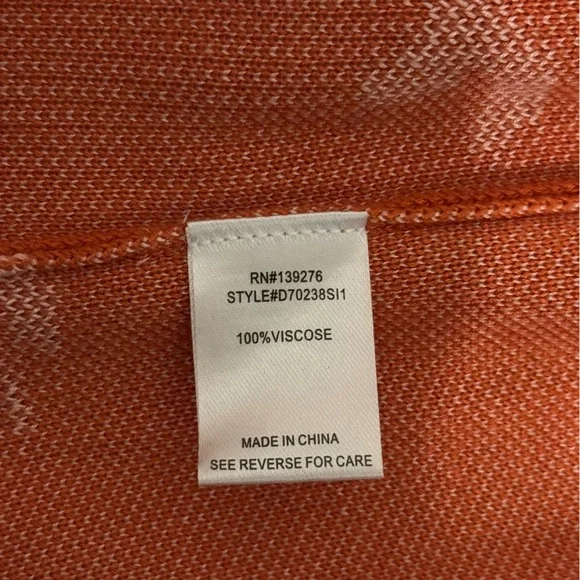 RN#139276
STYLE#D70238SI1
100%VISCOSE
MADE IN CHINA
SEE REVERSE FOR CARE